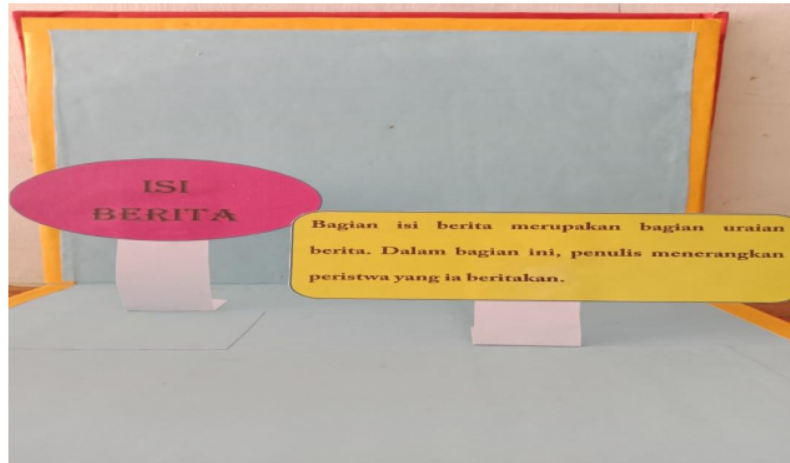 ISI
BERITA
Bagian isi berita merupakan bagian uraian
berita. Dalam bagian ini, penulis menerangkan
peristwa yang ia beritakan.